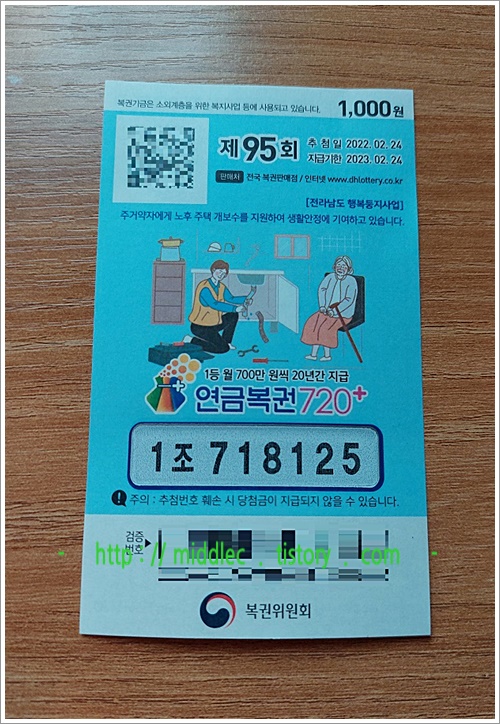 복권기금은 소외계층을 위한 복지사업 등에 사용되고 있습니다. 1,000원
제95회 추 첨 일 2022. 02. 24
지급기한 2023. 02. 24
판매처 전국 복권판매점 / 인터넷 www.dhlottery.co.kr
[전라남도 행복둥지사업]
주거약자에게 노후 주택 개보수를 지원하여 생활안정에 기여하고 있습니다.
1등 월 700만 원씩 20년간 지급
연금복권720+
1조 718125
! 주의 : 추첨번호 훼손 시 당첨금이 지급되지 않을 수 있습니다.
검증
번호
- http://middlec.tistory.com -
복권위원회